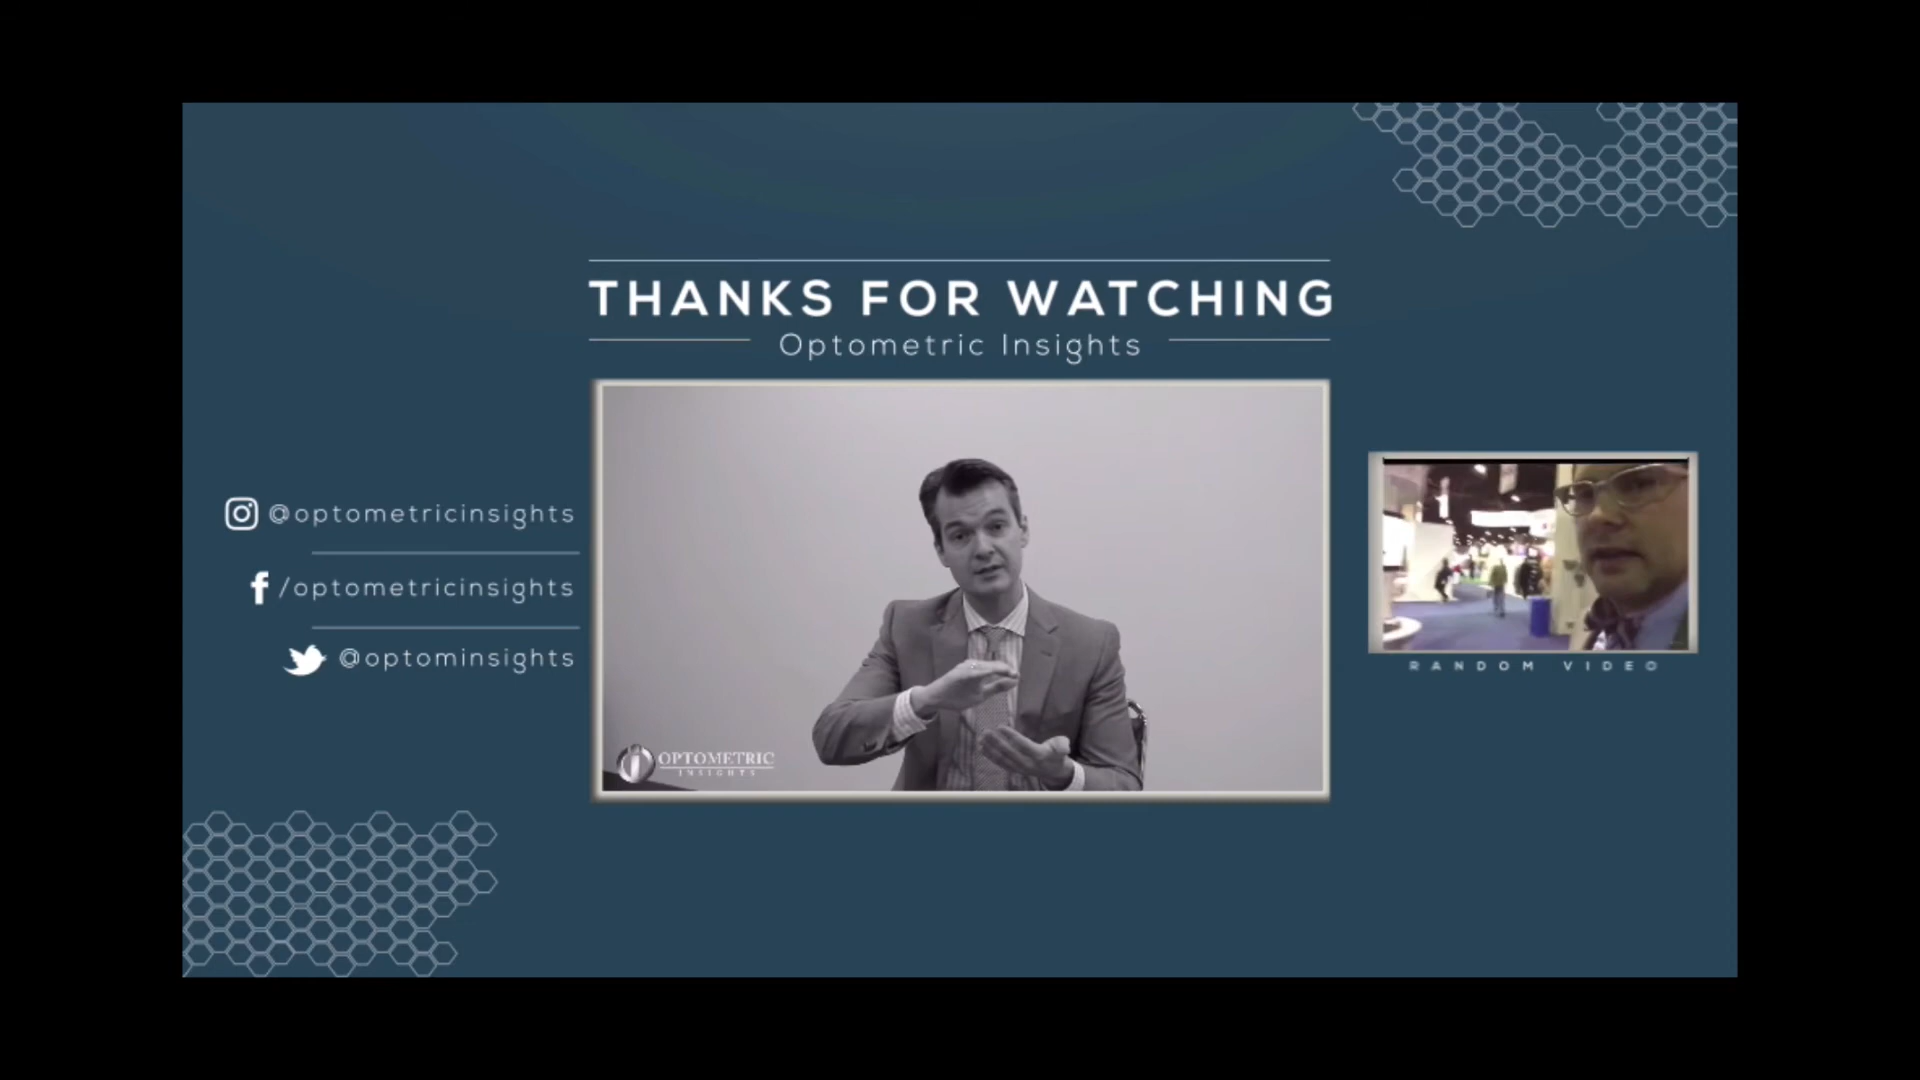 THANKS FOR WATCHING
Optometric Insights
@optometricinsights
/optometricinsights
@optominsights
OPTOMETRIC
INSIGHTS
RANDOM VIDEO